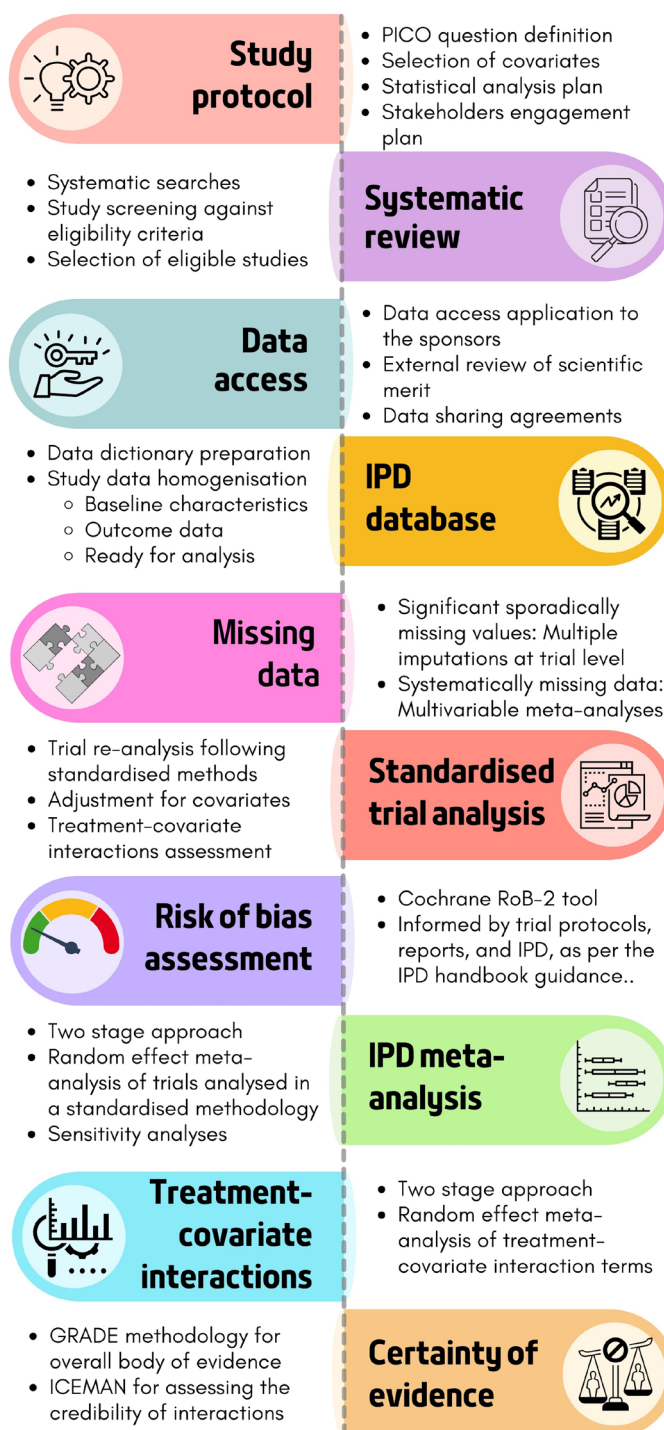 Study
protocol
• PICO question definition
• Selection of covariates
• Statistical analysis plan
• Stakeholders engagement
plan
Systematic
review
• Systematic searches
• Study screening against
eligibility criteria
• Selection of eligible studies
Data
access
• Data access application to
the sponsors
• External review of scientific
merit
• Data sharing agreements
IPD
database
• Data dictionary preparation
• Study data homogenisation
○ Baseline characteristics
○ Outcome data
○ Ready for analysis
Missing
data
• Significant sporadically
missing values: Multiple
imputations at trial level
• Systematically missing data:
Multivariable meta-analyses
Standardised
trial analysis
• Trial re-analysis following
standardised methods
• Adjustment for covariates
• Treatment-covariate
interactions assessment
Risk of bias
assessment
• Cochrane RoB-2 tool
• Informed by trial protocols,
reports, and IPD, as per the
IPD handbook guidance..
IPD meta-
analysis
• Two stage approach
• Random effect meta-
analysis of trials analysed in
a standardised methodology
• Sensitivity analyses
Treatment-
covariate
interactions
• Two stage approach
• Random effect meta-
analysis of treatment-
covariate interaction terms
Certainty of
evidence
• GRADE methodology for
overall body of evidence
• ICEMAN for assessing the
credibility of interactions